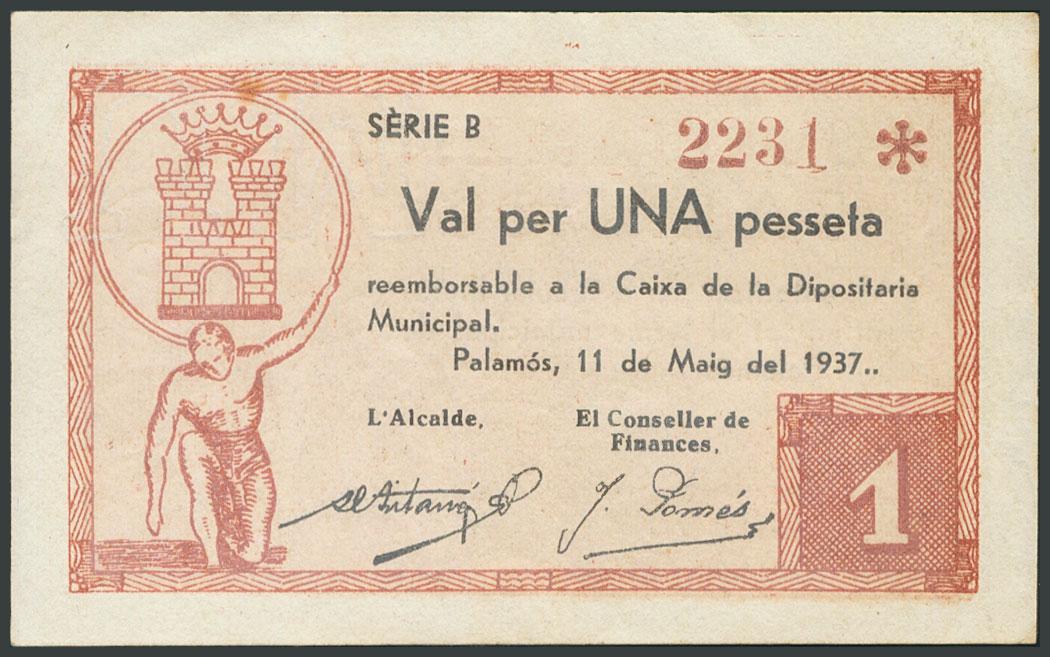 SÈRIE B
2231 *
Val per UNA pesseta
reemborsable a la Caixa de la Dipositaria
Municipal.
Palamós, 11 de Maig del 1937..
L'Alcalde,
El Conseller de
Finances,
J. Pomés
1